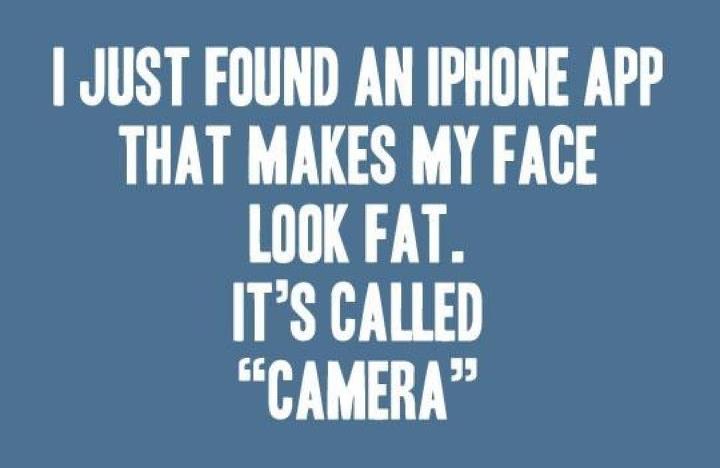 I JUST FOUND AN IPHONE APP
THAT MAKES MY FACE
LOOK FAT.
IT'S CALLED
“CAMERA”